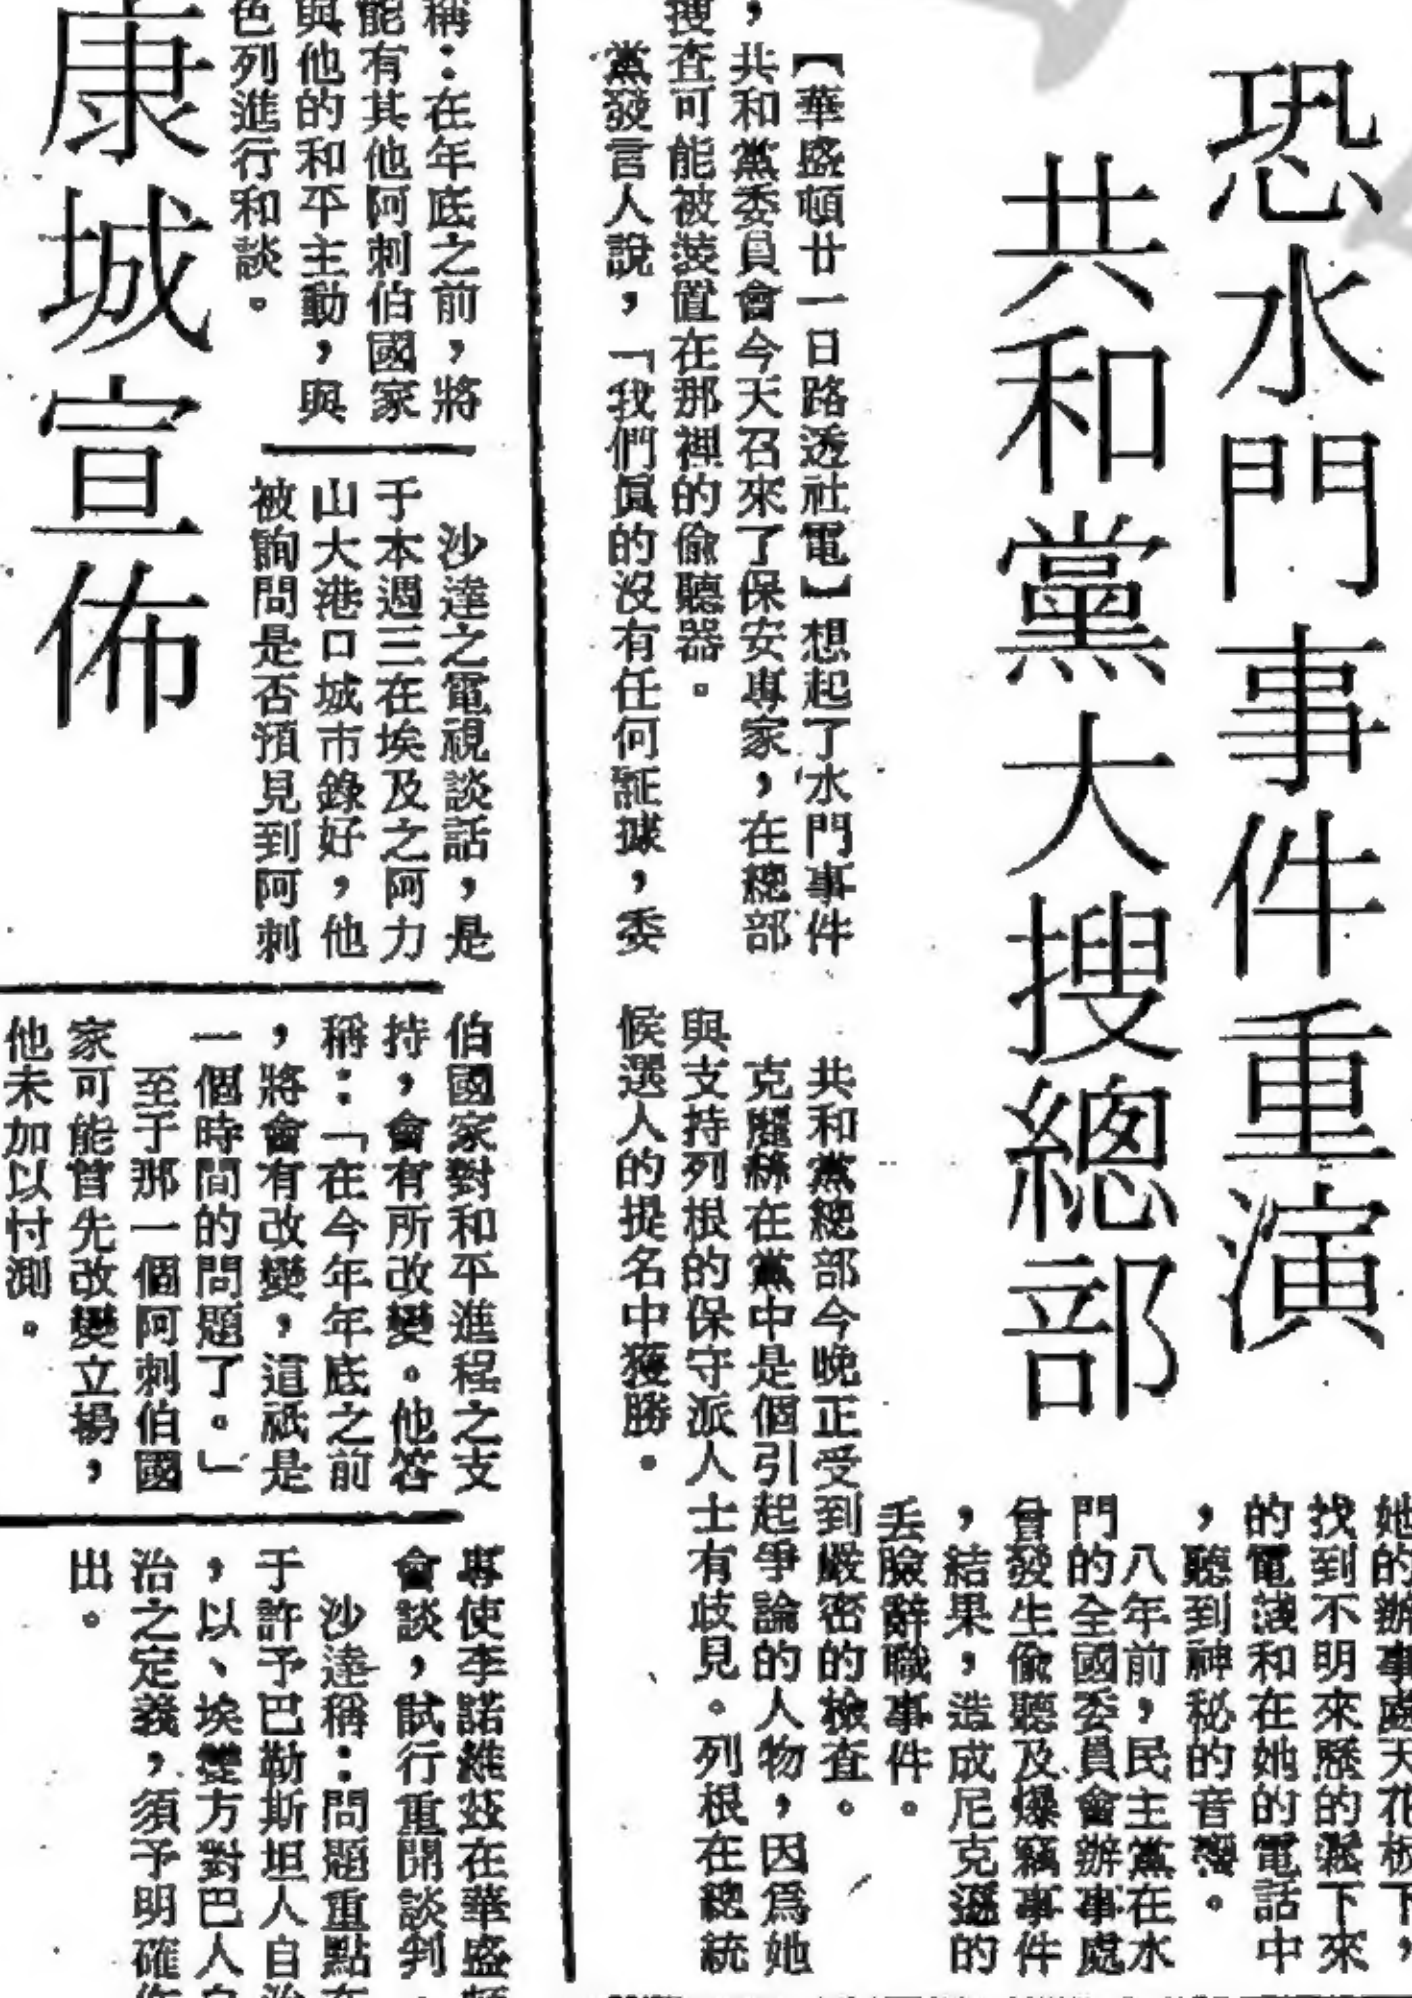 恐水門事件重演
共和黨大搜總部
【華盛頓廿一日路透社電】想起了水門事件
，共和黨委員會今天召來了保安專家，在總部
搜查可能被裝置在那裡的偷聽器。
黨發言人說，「我們眞的沒有任何証據，委
她的辦事處天花板下，
找到不明來歷的懸下來
的電綫和在她的電話中
，聽到神秘的音響。
八年前，民主黨在水
門的全國委員會辦事處
曾發生偷聽及爆竊事件
，結果，造成尼克遜的
丢臉辭職事件。
共和黨總部今晚正受到嚴密的檢查。
克麗絲在黨中是個引起爭論的人物，因爲她
與支持列根的保守派人士有歧見。列根在總統
候選人的提名中獲勝。
康城宣佈
稱：在年底之前，將
能有其他阿刺伯國家
與他的和平主動，與
色列進行和談。
沙達之電視談話，是
于本週三在埃及之阿力
山大港口城市錄好，他
被詢問是否預見到阿刺
伯國家對和平進程之支
持，會有所改變。他答
稱：「在今年年底之前
，將會有改變，這祇是
一個時間的問題了。」
至于那一個阿刺伯國
家可能首先改變立場，
他未加以忖測。
專使李諾維兹在華盛頓
會談，試行重開談判
沙達稱：問題重點在
于許予巴勒斯坦人自治
，以、埃雙方對巴人自
治之定義，須予明確作
出。